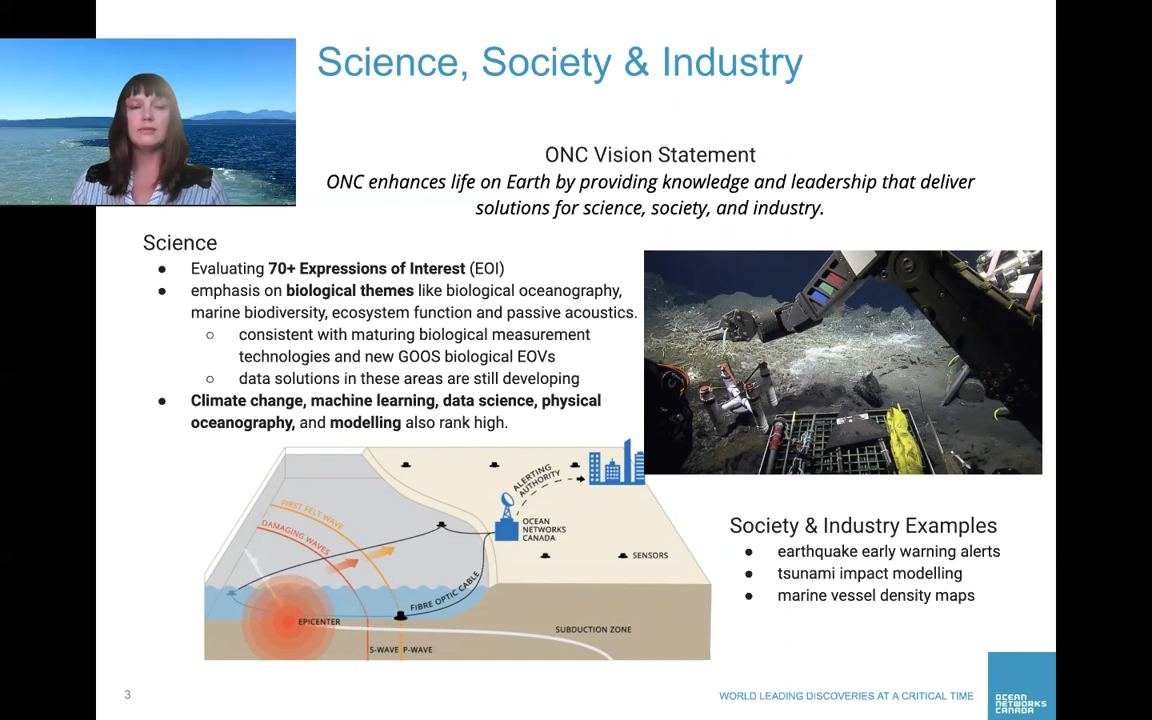 Science, Society & Industry
ONC Vision Statement
ONC enhances life on Earth by providing knowledge and leadership that deliver
solutions for science, society, and industry.
Science
● Evaluating 70+ Expressions of Interest (EOI)
● emphasis on biological themes like biological oceanography,
marine biodiversity, ecosystem function and passive acoustics.
○ consistent with maturing biological measurement
technologies and new GOOS biological EOVs
○ data solutions in these areas are still developing
● Climate change, machine learning, data science, physical
oceanography, and modelling also rank high.
FIRST FELT WAVE
DAMAGING WAVES
ALERTING
AUTHORITY
OCEAN
NETWORKS
CANADA
SENSORS
FIBRE OPTIC CABLE
EPICENTER
SUBDUCTION ZONE
S-WAVE P-WAVE
Society & Industry Examples
● earthquake early warning alerts
● tsunami impact modelling
● marine vessel density maps
3
WORLD LEADING DISCOVERIES AT A CRITICAL TIME
OCEAN
NETWORKS
CANADA